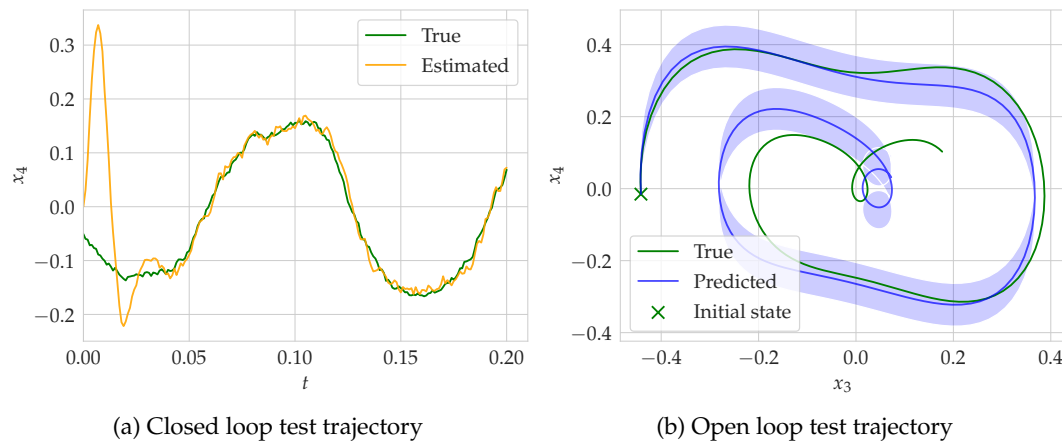 x4
0.3
0.2
0.1
0.0
−0.1
−0.2
0.00
0.05
0.10
0.15
0.20
t
True
Estimated
(a) Closed loop test trajectory
x4
0.4
0.2
0.0
−0.2
−0.4
−0.4
−0.2
0.0
0.2
0.4
x3
True
Predicted
Initial state
(b) Open loop test trajectory